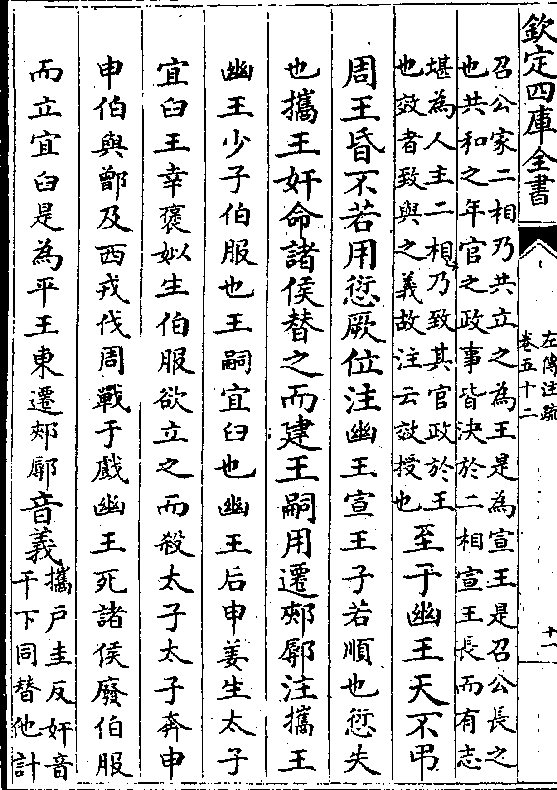 欽定四庫全書
左傳注疏
卷五十二
十一
召公家二相乃共立之為王是為宣王是召公長之
也共和之年官之政事皆決於二相宣王長而有志
堪為人主二相乃致其官政於王
也效者致與之義故注云效授也
至于幽王天不弔
周王昏不若用愆厥位注幽王宣王子若順也愆失
也攜王奸命諸侯替之而建王嗣用遷郟鄏注攜王
幽王少子伯服也王嗣宜臼也幽王后申姜生太子
宜臼王幸褒姒生伯服欲立之而殺太子太子奔申
申伯與鄫及西戎伐周戰于戲幽王死諸侯廢伯服
而立宜臼是為平王東遷郟鄏音義
攜戶圭反奸音
干下同替他計